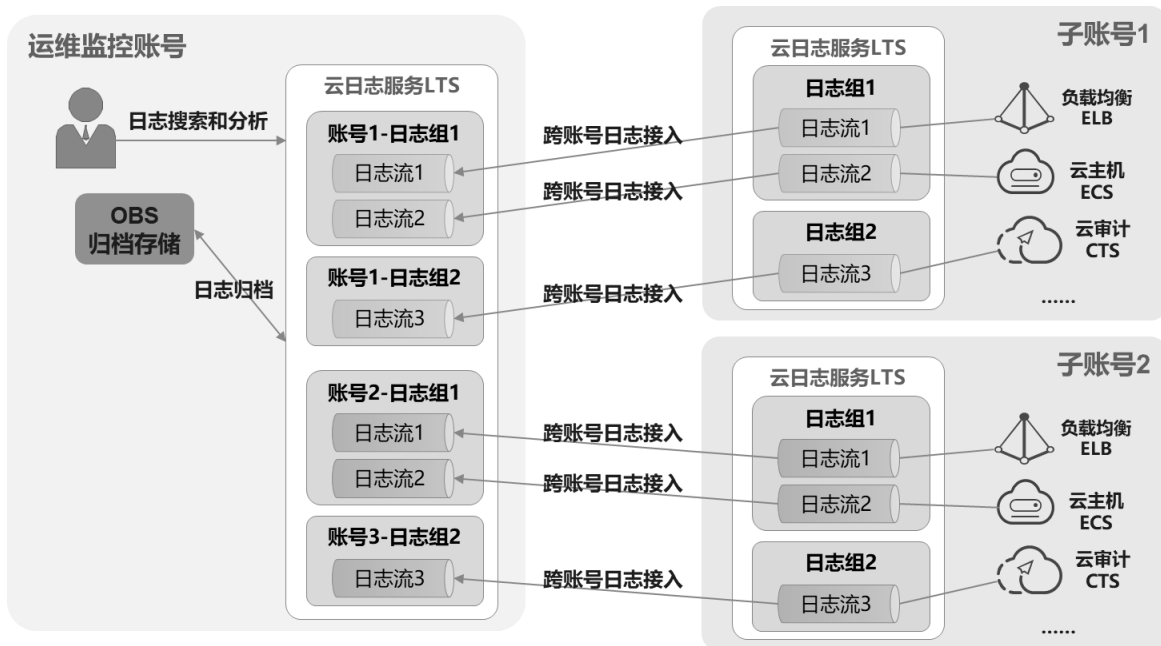 运维监控账号
日志搜索和分析
OBS
归档存储
日志归档
云日志服务LTS
账号1-日志组1
日志流1
日志流2
账号1-日志组2
日志流3
账号2-日志组1
日志流1
日志流2
账号3-日志组2
日志流3
跨账号日志接入
跨账号日志接入
跨账号日志接入
跨账号日志接入
跨账号日志接入
跨账号日志接入
子账号1
云日志服务LTS
日志组1
日志流1
日志流2
日志组2
日志流3
负载均衡
ELB
云主机
ECS
云审计
CTS
......
子账号2
云日志服务LTS
日志组1
日志流1
日志流2
日志组2
日志流3
负载均衡
ELB
云主机
ECS
云审计
CTS
......